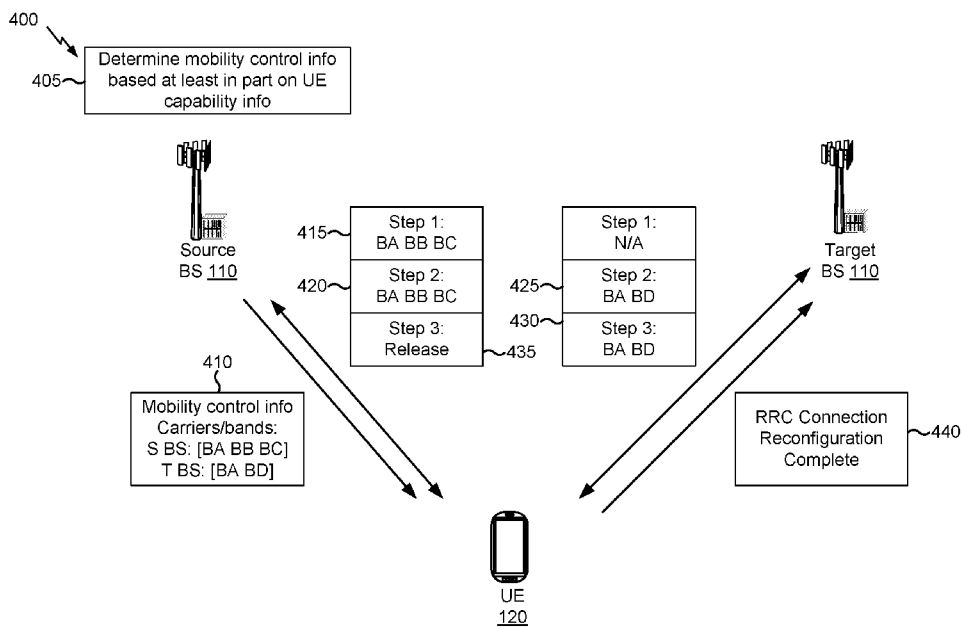 400
405
Determine mobility control info
based at least in part on UE
capability info
Source
BS 110
415
Step 1:
BA BB BC
420
Step 2:
BA BB BC
Step 3:
Release
435
Step 1:
N/A
425
Step 2:
BA BD
430
Step 3:
BA BD
Target
BS 110
410
Mobility control info
Carriers/bands:
S BS: [BA BB BC]
T BS: [BA BD]
RRC Connection
Reconfiguration
Complete
440
UE
120